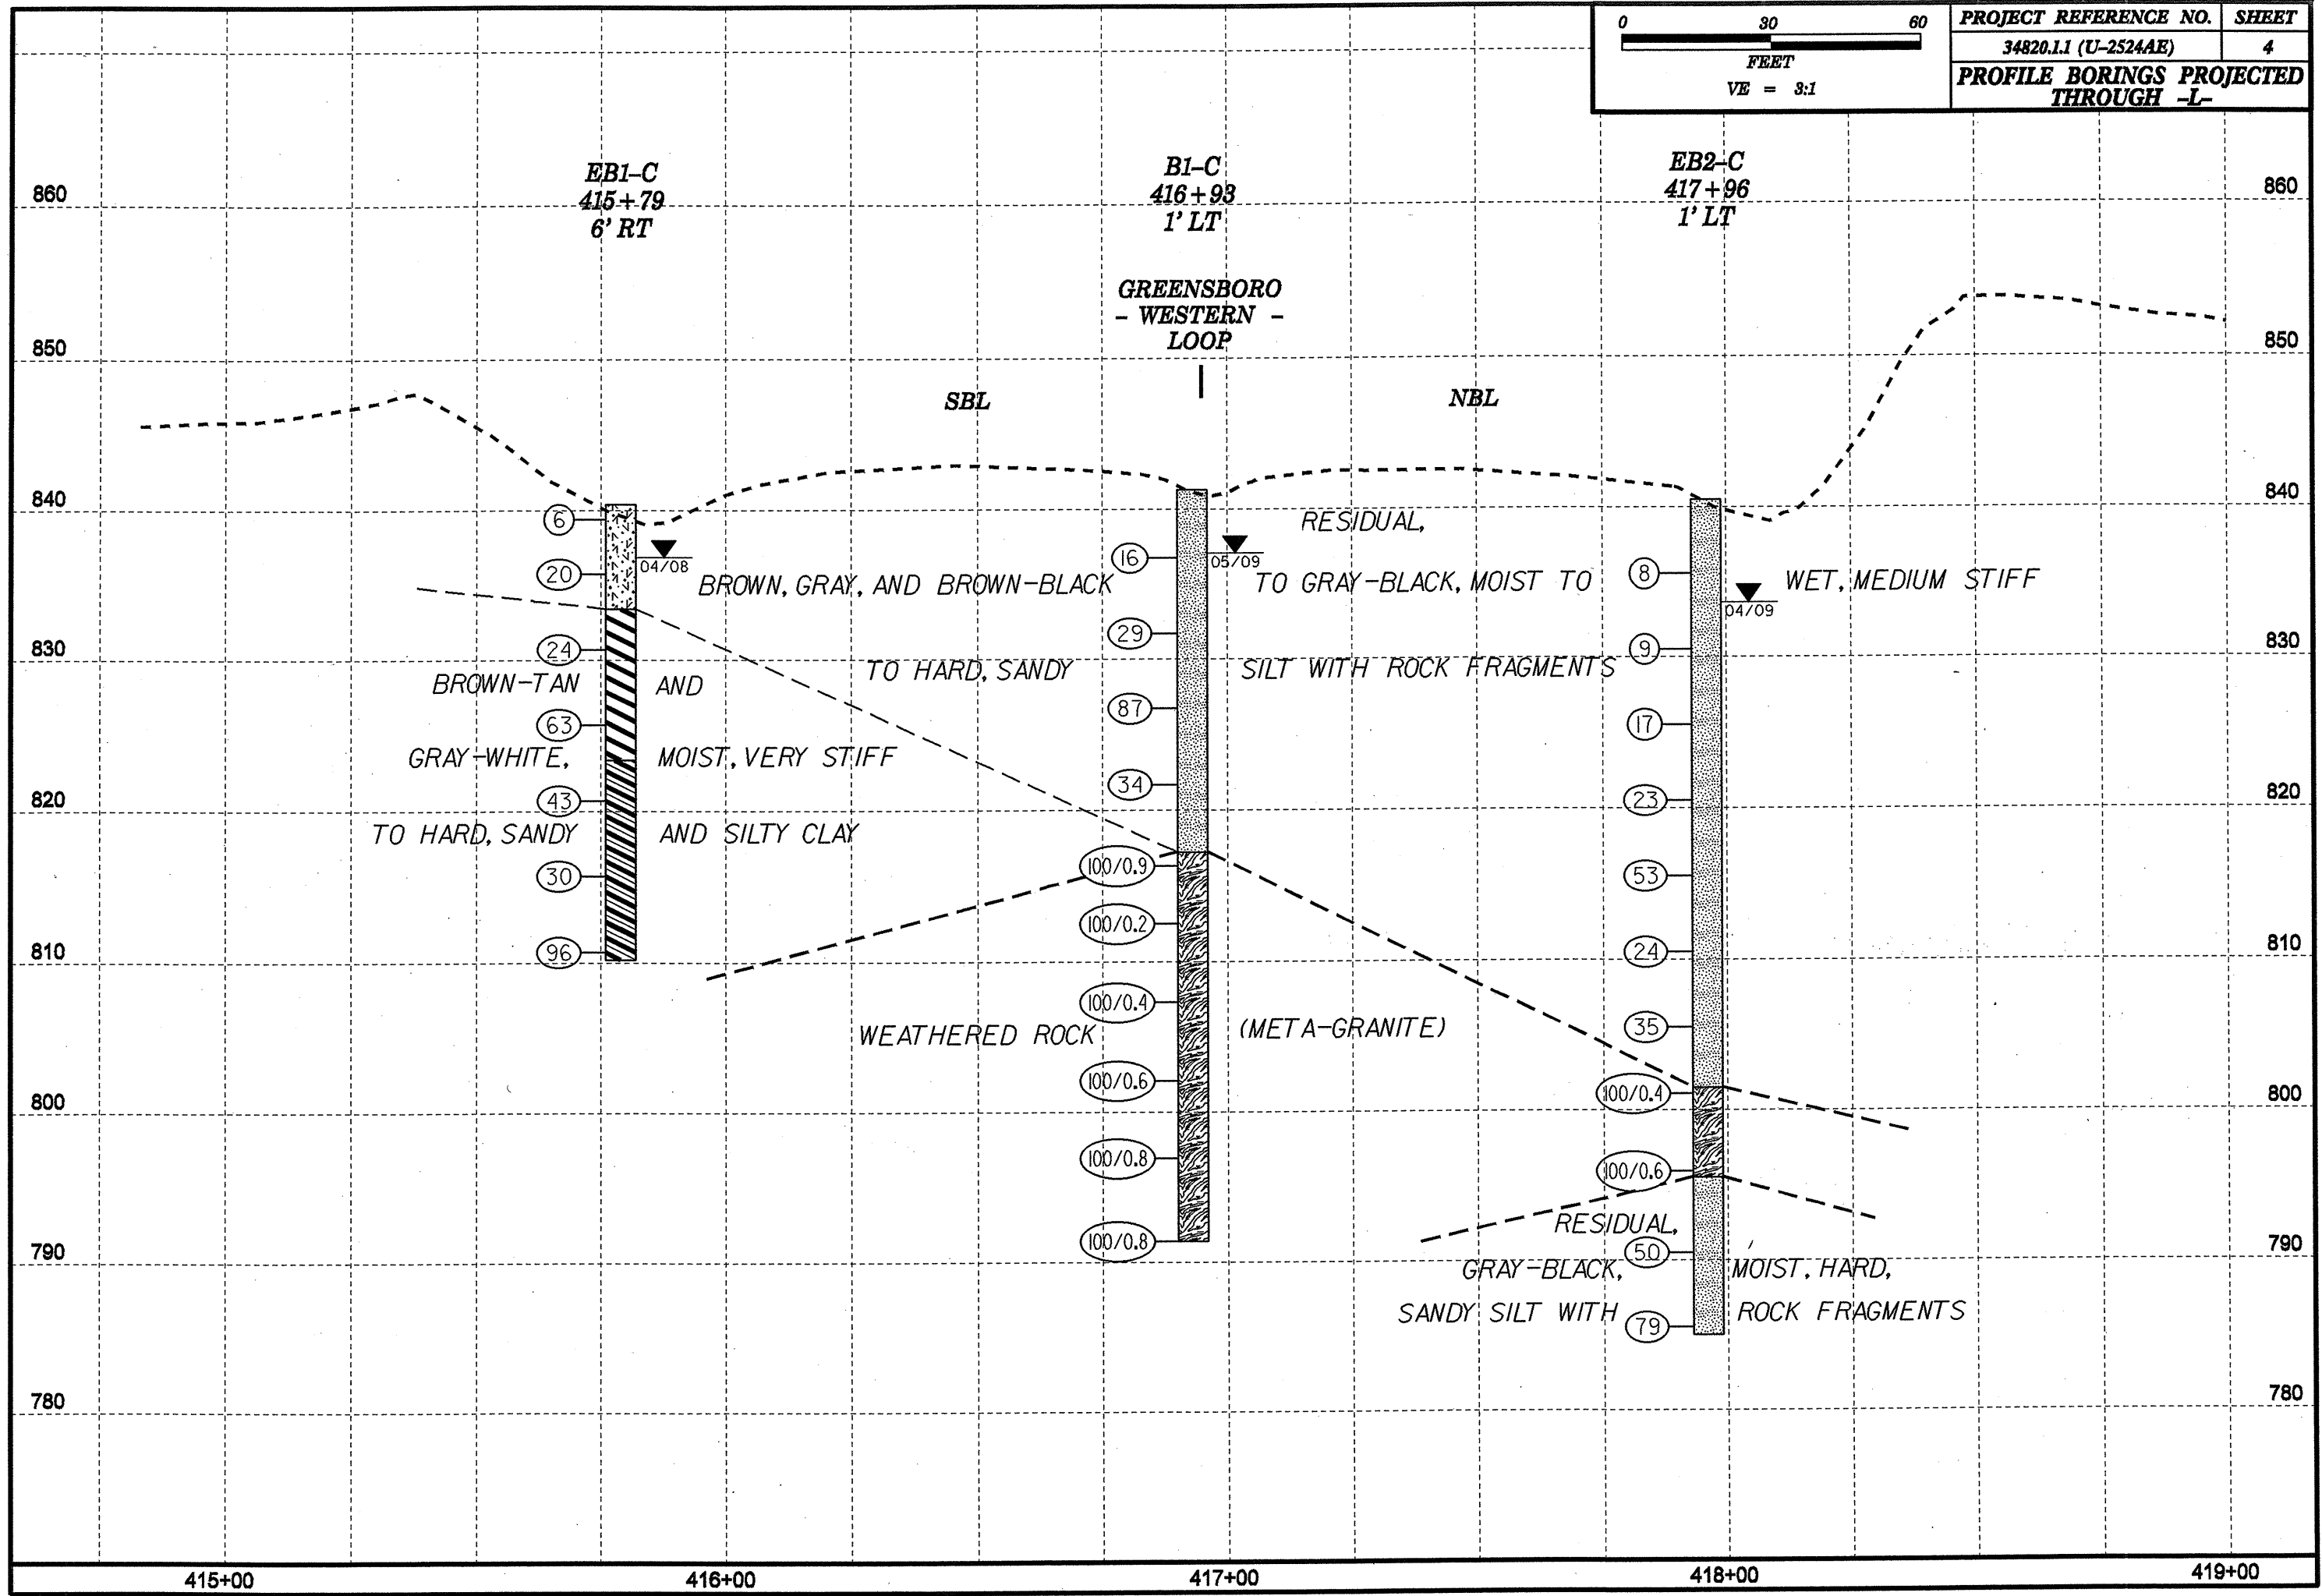 0 30 60
FEET
VE = 3:1
PROJECT REFERENCE NO. SHEET
34820.1.1 (U-2524AE) 4
PROFILE BORINGS PROJECTED
THROUGH -L-
EB1-C
415+79
6' RT
B1-C
416+93
1' LT
EB2-C
417+96
1' LT
860 860
GREENSBORO
- WESTERN -
LOOP
850 850
SBL NBL
840 840
6
20
04/08
16
05/09
8
04/09
RESIDUAL,
BROWN, GRAY, AND BROWN-BLACK TO GRAY-BLACK, MOIST TO WET, MEDIUM STIFF
TO HARD, SANDY SILT WITH ROCK FRAGMENTS
830 830
24
29
9
BROWN-TAN AND
63
87
17
GRAY-WHITE, MOIST, VERY STIFF
820 820
43
34
23
TO HARD, SANDY AND SILTY CLAY
30
100/0.9
53
100/0.2
810 810
96
24
100/0.4
35
WEATHERED ROCK (META-GRANITE)
100/0.6
100/0.4
800 800
100/0.8
100/0.6
RESIDUAL,
790 790
100/0.8
50
GRAY-BLACK, MOIST, HARD,
SANDY SILT WITH ROCK FRAGMENTS
79
780 780
415+00 416+00 417+00 418+00 419+00